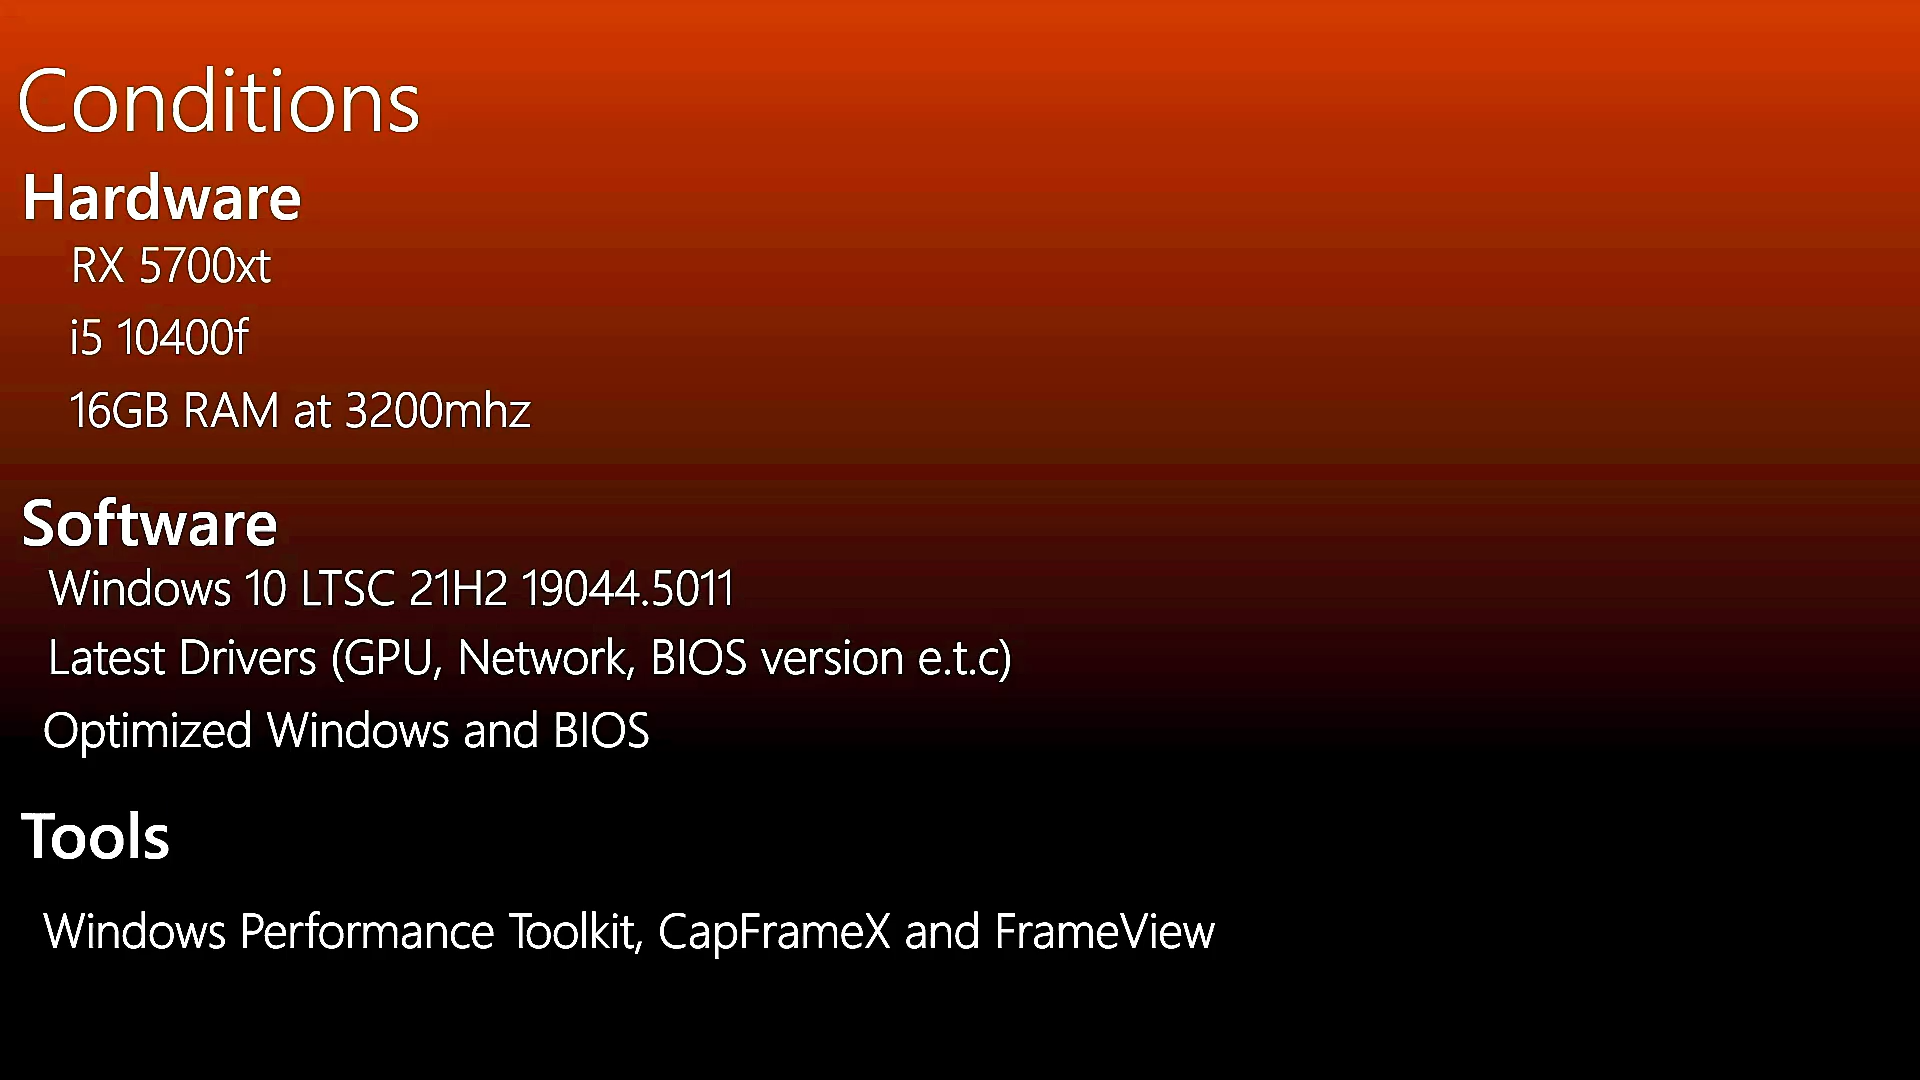 Conditions
Hardware
RX 5700xt
i5 10400f
16GB RAM at 3200mhz
Software
Windows 10 LTSC 21H2 19044.5011
Latest Drivers (GPU, Network, BIOS version e.t.c)
Optimized Windows and BIOS
Tools
Windows Performance Toolkit, CapFrameX and FrameView